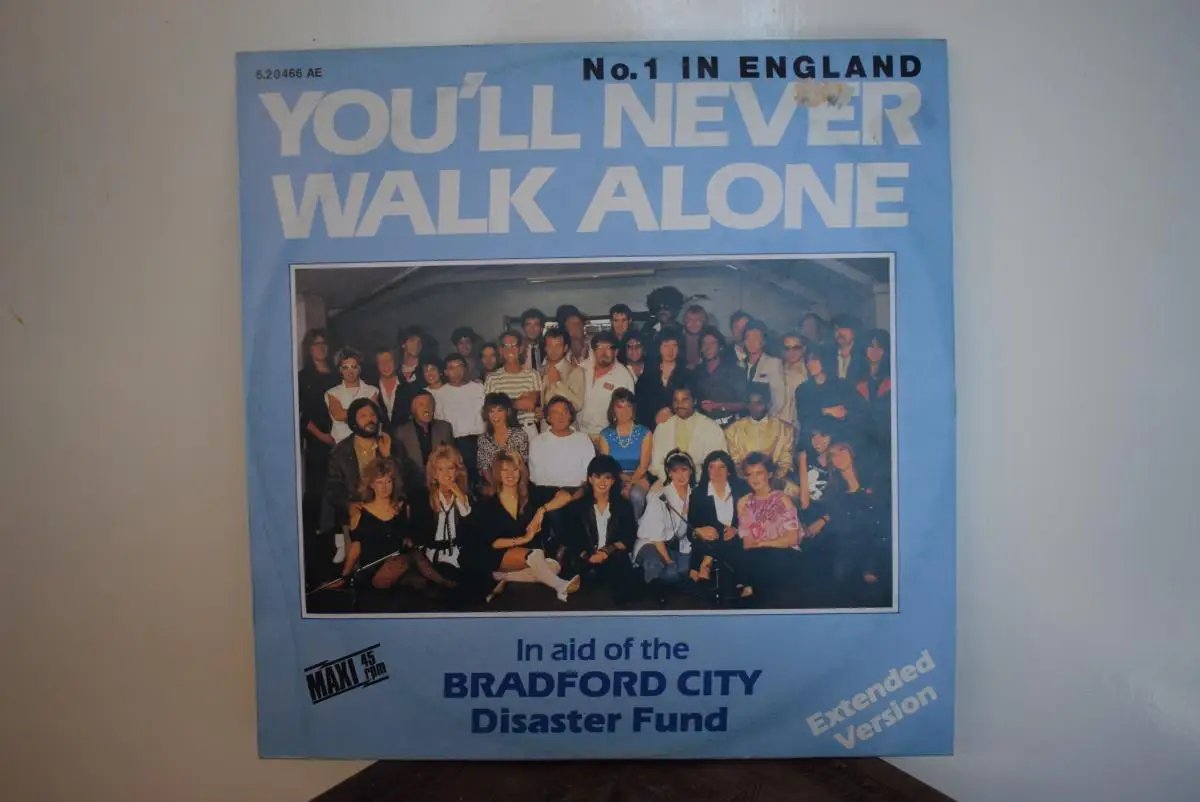 6.20466 AE
No.1 IN ENGLAND
YOU'LL NEVER
WALK ALONE
MAXI 45 rpm
In aid of the
BRADFORD CITY
Disaster Fund
Extended
Version